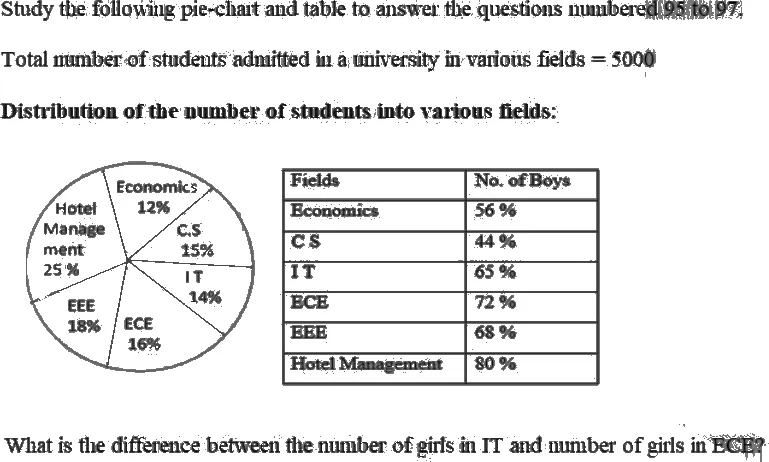 Study the following pie-chart and table to answer the questions numbered 95 to 97.
Total number of students admitted in a university in various fields = 5000
Distribution of the number of students into various fields:
Economics
12%
C.S
15%
I T
14%
ECE
16%
EEE
18%
Hotel
Manage
ment
25 %
Fields No. of Boys
Economics 56 %
C S 44 %
I T 65 %
ECE 72 %
EEE 68 %
Hotel Management 80 %
What is the difference between the number of girls in IT and number of girls in ECE?